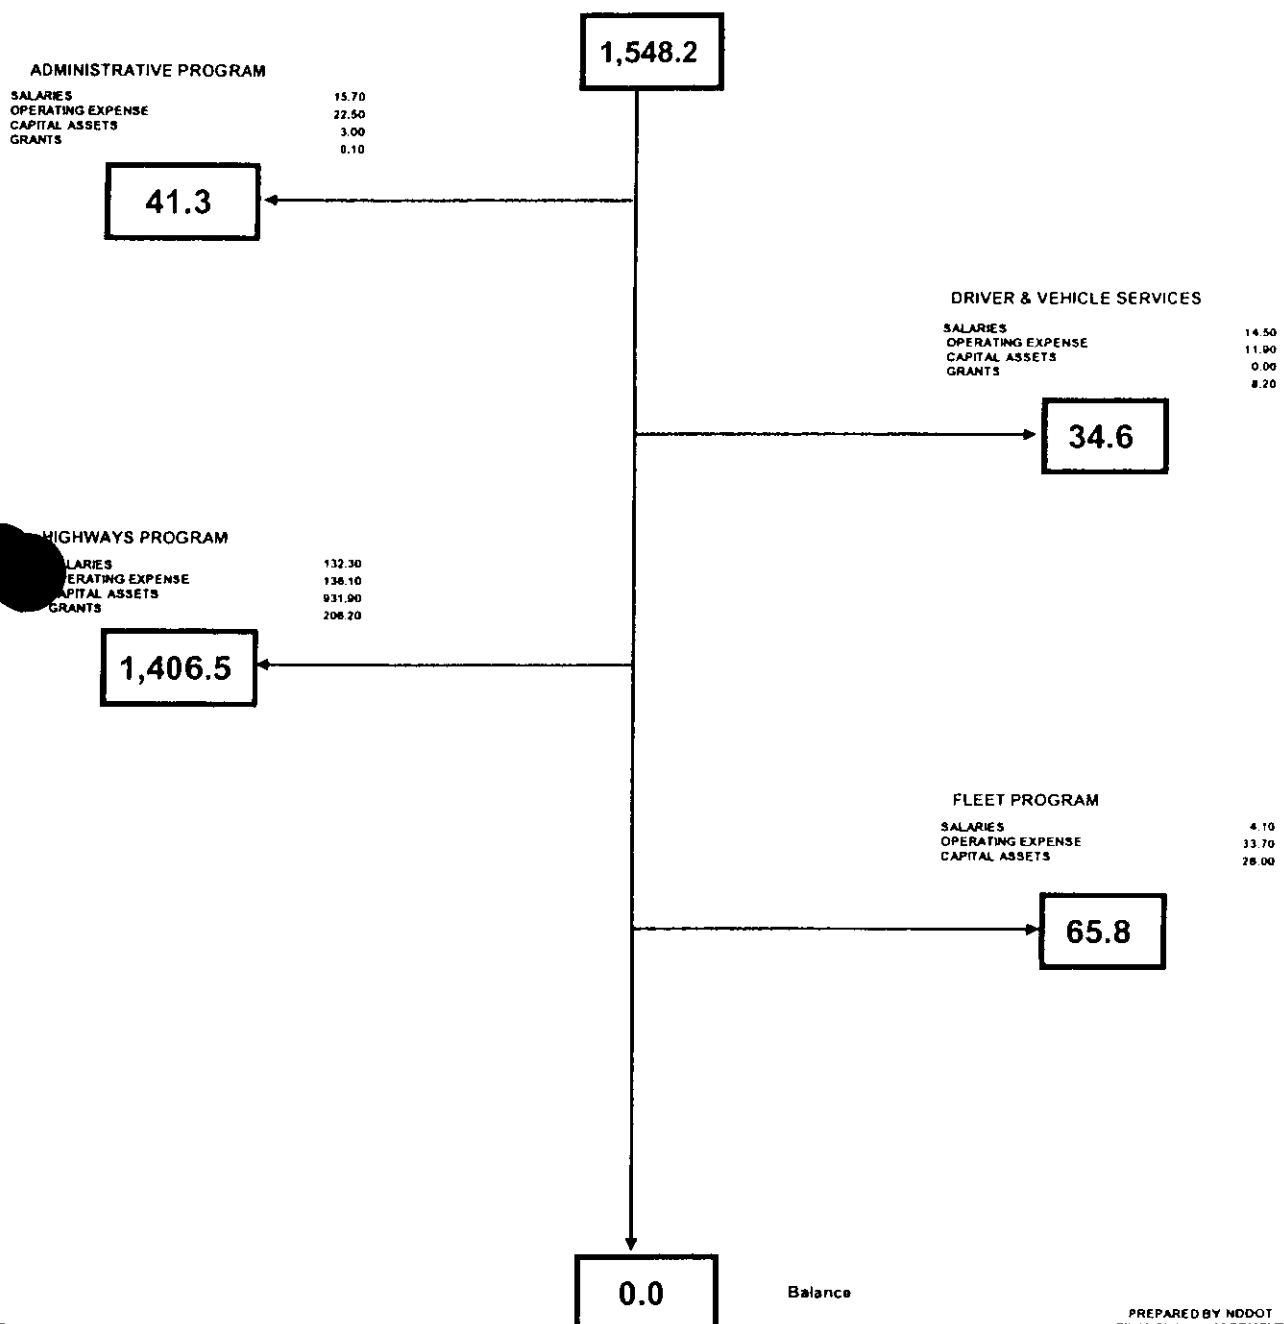 1,548.2
ADMINISTRATIVE PROGRAM
SALARIES 15.70
OPERATING EXPENSE 22.50
CAPITAL ASSETS 3.00
GRANTS 0.10
41.3
DRIVER & VEHICLE SERVICES
SALARIES 14.50
OPERATING EXPENSE 11.90
CAPITAL ASSETS 0.00
GRANTS 8.20
34.6
HIGHWAYS PROGRAM
LARIES 132.30
ERATING EXPENSE 136.10
APITAL ASSETS 931.90
GRANTS 206.20
1,406.5
FLEET PROGRAM
SALARIES 4.10
OPERATING EXPENSE 33.70
CAPITAL ASSETS 28.00
65.8
0.0 Balance
PREPARED BY NDDOT